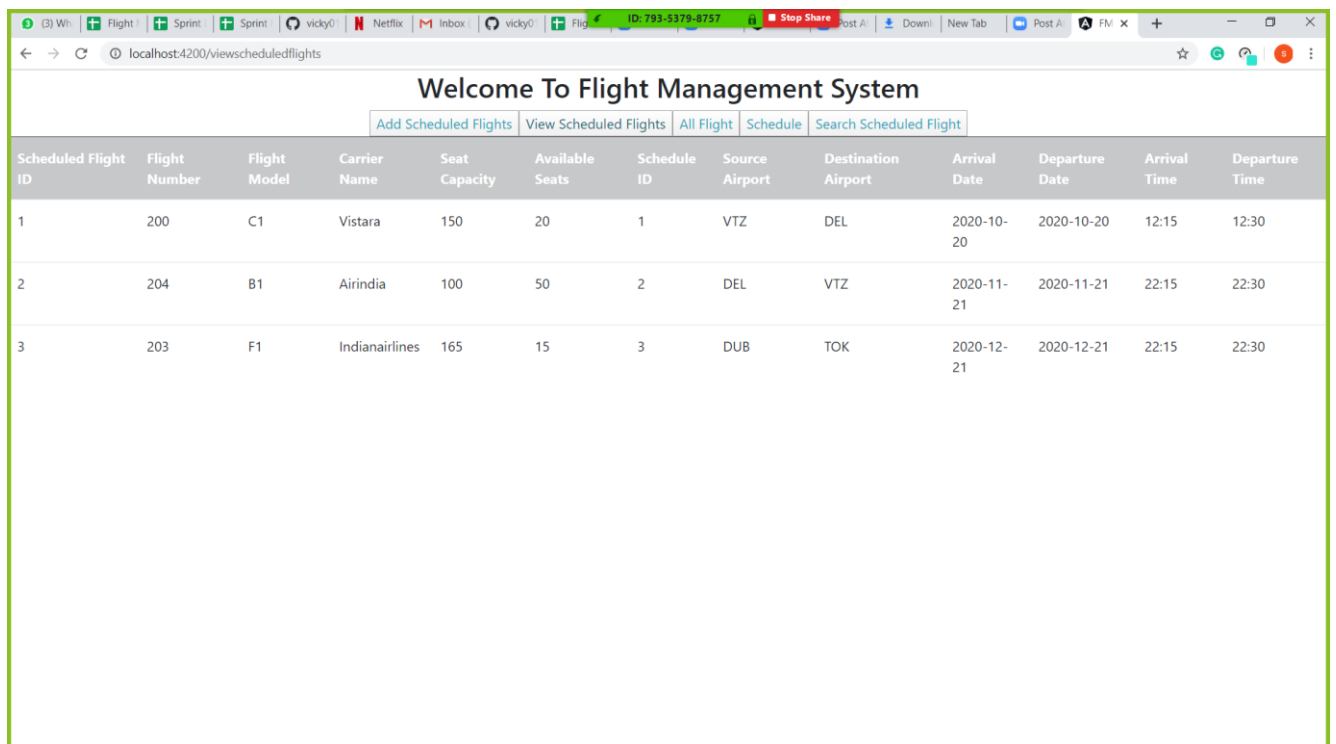 (3) Wh Flight Sprint Sprint vicky0 Netflix Inbox vicky0 Flig ID: 793-5379-8757 Stop Share Post A Downl New Tab Post A FM
localhost:4200/viewscheduledflights
Welcome To Flight Management System
Add Scheduled Flights View Scheduled Flights All Flight Schedule Search Scheduled Flight
Scheduled Flight Flight Flight Carrier Seat Available Schedule Source Destination Arrival Departure Arrival Departure
ID Number Model Name Capacity Seats ID Airport Airport Date Date Time Time
1 200 C1 Vistara 150 20 1 VTZ DEL 2020-10- 2020-10-20 12:15 12:30
20
2 204 B1 Airindia 100 50 2 DEL VTZ 2020-11- 2020-11-21 22:15 22:30
21
3 203 F1 Indianairlines 165 15 3 DUB TOK 2020-12- 2020-12-21 22:15 22:30
21